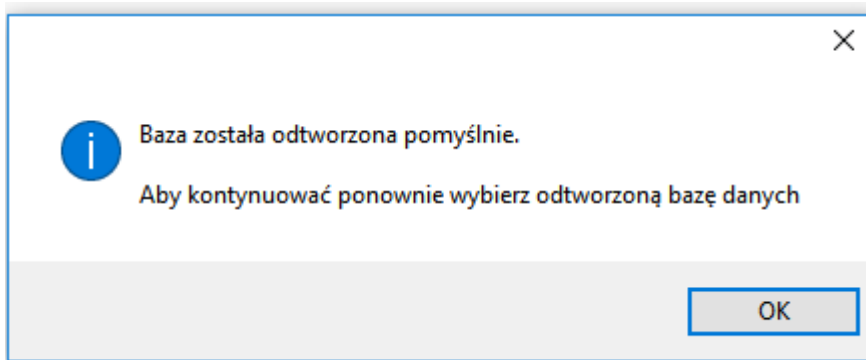 Baza została odtworzona pomyślnie.
Aby kontynuować ponownie wybierz odtworzoną bazę danych
OK